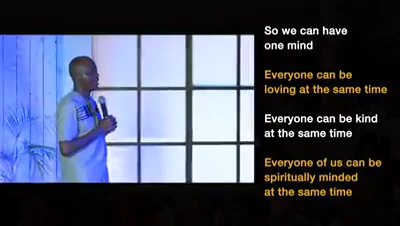 So we can have
one mind
Everyone can be
loving at the same time
Everyone can be kind
at the same time
Everyone of us can be
spiritually minded
at the same time